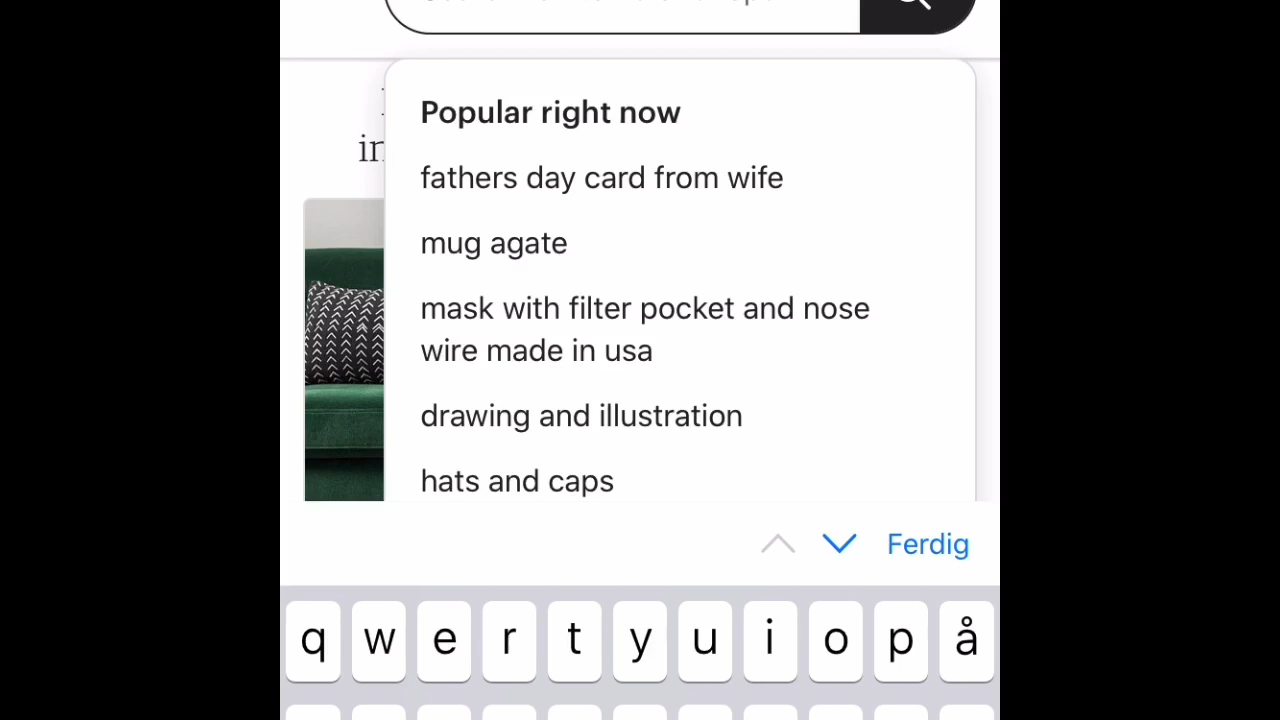 Popular right now
fathers day card from wife
mug agate
mask with filter pocket and nose
wire made in usa
drawing and illustration
hats and caps
Ferdig
q w e r t y u i o p å